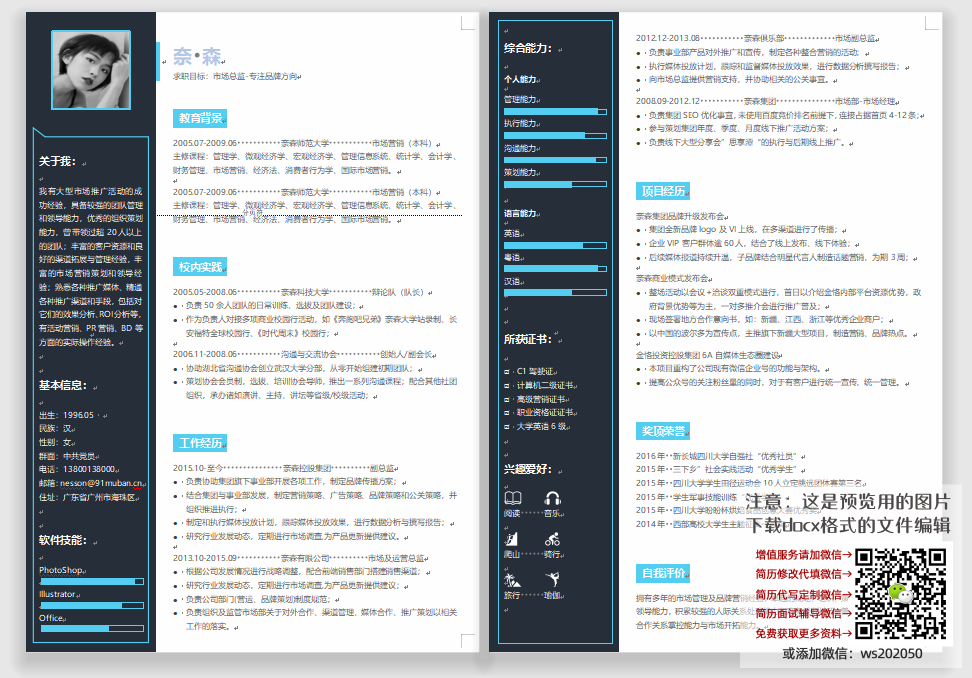 关于我：
我有大型市场推广活动的成
功经验，具备较强的团队管理
和领导能力，优秀的组织策划
能力，曾带领过超 20 人以上
的团队；丰富的客户资源和良
好的渠道拓与管理经验，丰
富的市场营销策划和领导经
验；熟悉各种推广媒体、精通
各种推广渠道和手段，包括对
它们的效果分析、ROI 分析等，
有活动营销、PR 营销、BD 等
方面的实际操作经验。
基本信息：
出生：1996.05
民族：汉
性别：女
群面：中共党员
电话：13800138000
邮箱：nesson@91muban.cn
住址：广东省广州市海珠区
软件技能：
PhotoShop
Illustrator
Office
奈·森
求职目标：市场总监-专注品牌方向
教育背景
2005.07-2009.06 奈森师范大学 市场营销（本科）
主修课程：管理学、微观经济学、宏观经济学、管理信息系统、统计学、会计学、
财务管理、市场营销、经济法、消费者行为学、国际市场营销。
2005.07-2009.06 奈森师范大学 市场营销（本科）
主修课程：管理学、微观经济学、宏观经济学、管理信息系统、统计学、会计学、
财务管理、市场营销、经济法、消费者行为学、国际市场营销。
校内实践
2005.05-2008.06 奈森科技大学 辩论队（队长）
负责 50 余人团队的日常训练、选拔及团队建设；
作为负责人对接多项商业校园行活动，如《奔跑吧兄弟》奈森大学站录制、长
安福特全球校园行、《时代周末》校园行；
2006.11-2008.06 沟通与交流协会 创始人/副会长
协助湖北省沟通协会创立武汉大学分部，从零开始组建初期团队；
策划协会会员制，选拔、培训协会导师，推出一系列沟通课程；配合其他社团
组织，承办诸如演讲、主持、讲坛等省级/校级活动；
工作经历
2015.10-至今 奈森控股集团 副总监
负责协助集团旗下事业部开展各项工作，制定品牌传播方案；
结合集团与事业部发展，制定营销策略、广告策略、品牌策略和公关策略，并
组织推进执行；
制定和执行媒体投放计划，跟踪媒体投放效果，进行数据分析与撰写报告；
研究行业发展动态，定期进行市场调查，为产品更新提供建议。
2013.10-2015.09 奈森有限公司 市场及运营总监
根据公司发展情况进行战略调整，配合前端销售部门搭建销售渠道；
研究行业发展动态，定期进行市场调查,为产品更新提供建议；
负责公司部门(营运、品牌策划)制度规范；
负责组织及监管市场部关于对外合作、渠道管理、媒体合作、推广策划以相关
工作的落实。
综合能力：
个人能力
管理能力
执行能力
沟通能力
策划能力
语言能力
英语
粤语
汉语
所获证书：
C1 驾驶证
计算机二级证书
高级营销证书
职业资格证证书
大学英语 6 级
兴趣爱好：
阅读 音乐
爬山 骑行
旅行 瑜伽
2012.12-2013.08 奈森俱乐部 市场副总监
负责事业部产品对外推广和宣传，制定各种整合营销的活动；
执行媒体投放计划，跟踪和监督媒体投放效果，进行数据分析撰写报告；
向市场总监提供营销支持，并协助相关的公关事宜。
2008.09-2012.12 奈森集团 市场部-市场经理
负责集团 SEO 优化事宜,未使用百度竞价排名前提下,连接占据首页 4-12 条；
参与策划集团年度、季度、月度线下推广活动方案；
负责线下大型分享会“思享源”的执行与后期线上推广。
项目经历
奈森集团品牌升级发布会
集团全新品牌 logo 及 VI 上线，在多渠道进行了传播；
企业 VIP 客户群体逾 60 人，结合了线上发布、线下体验；
后续媒体报道持续升温，子品牌结合明星代言人制造话题营销，为期 3 周；
奈森商业模式发布会
整场活动以会议+洽谈双重模式进行，首日以介绍金恪内部平台资源优势，政
府背景优势等为主，一对多推介会进行推广普及；
现场签署地方合作意向书，如：新疆、江西、浙江等优秀企业商户；
以中国的波尔多为宣传点，主推旗下新疆大型项目，制造营销、品牌热点。
金恪投资控股集团 6A 自媒体生态圈建设
本项目重构了公司现有微信企业号的功能与架构。
提高公众号的关注粉丝量的同时，对于有客户进行统一宣传，统一管理。
奖项荣誉
2016 年 新长城四川大学自强社“优秀社员”
2015 年 三下乡”社会实践活动“优秀学生”
2015 年 四川大学学生田径运动会 10 人立定跳远团体赛第三名
2015 年 学生军事技能训练
2015 年 四川大学盼盼杯烘焙
2014 年 西部高校大学生主题
自我评价
拥有多年的市场管理及品牌营销
领导能力，积累较强的人际关系
合作关系掌控能力与市场开拓能力。
注意：这是预览用的图片
下载docx格式的文件编辑
增值服务请加微信→
简历修改代填微信→
简历代写定制微信→
简历面试辅导微信→
免费获取更多资料→
或添加微信：ws202050